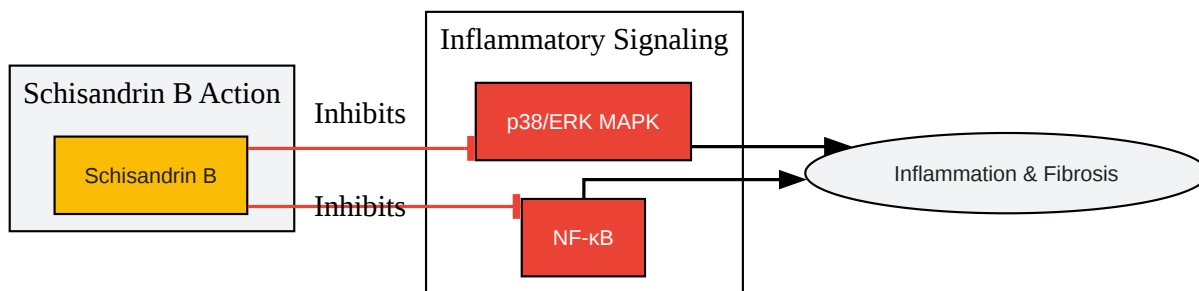 Schisandrin B Action
Schisandrin B
Inhibits
Inhibits
Inflammatory Signaling
p38/ERK MAPK
NF-κB
Inflammation & Fibrosis